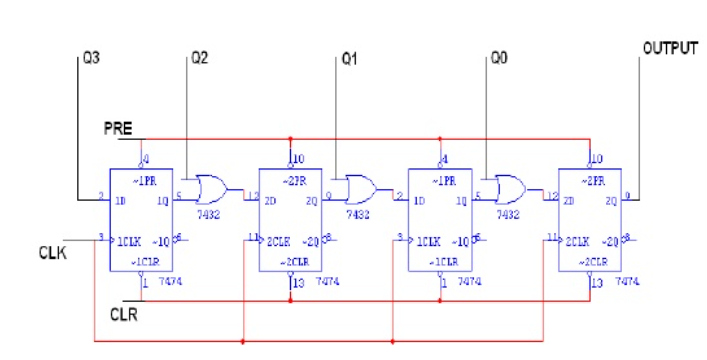 Q3 Q2 Q1 Q0 OUTPUT
PRE
4 10 4 10
~1PR ~2PR ~1PR ~2PR
2 1D 1Q 5 12 2D 2Q 9 2 1D 1Q 5 12 2D 2Q 9
7432 7432 7432
CLK 3 1CLK ~1Q 6 11 2CLK ~2Q 8 3 1CLK ~1Q 6 11 2CLK ~2Q 8
~1CLR ~2CLR ~1CLR ~2CLR
1 7474 13 7474 1 7474 13 7474
CLR